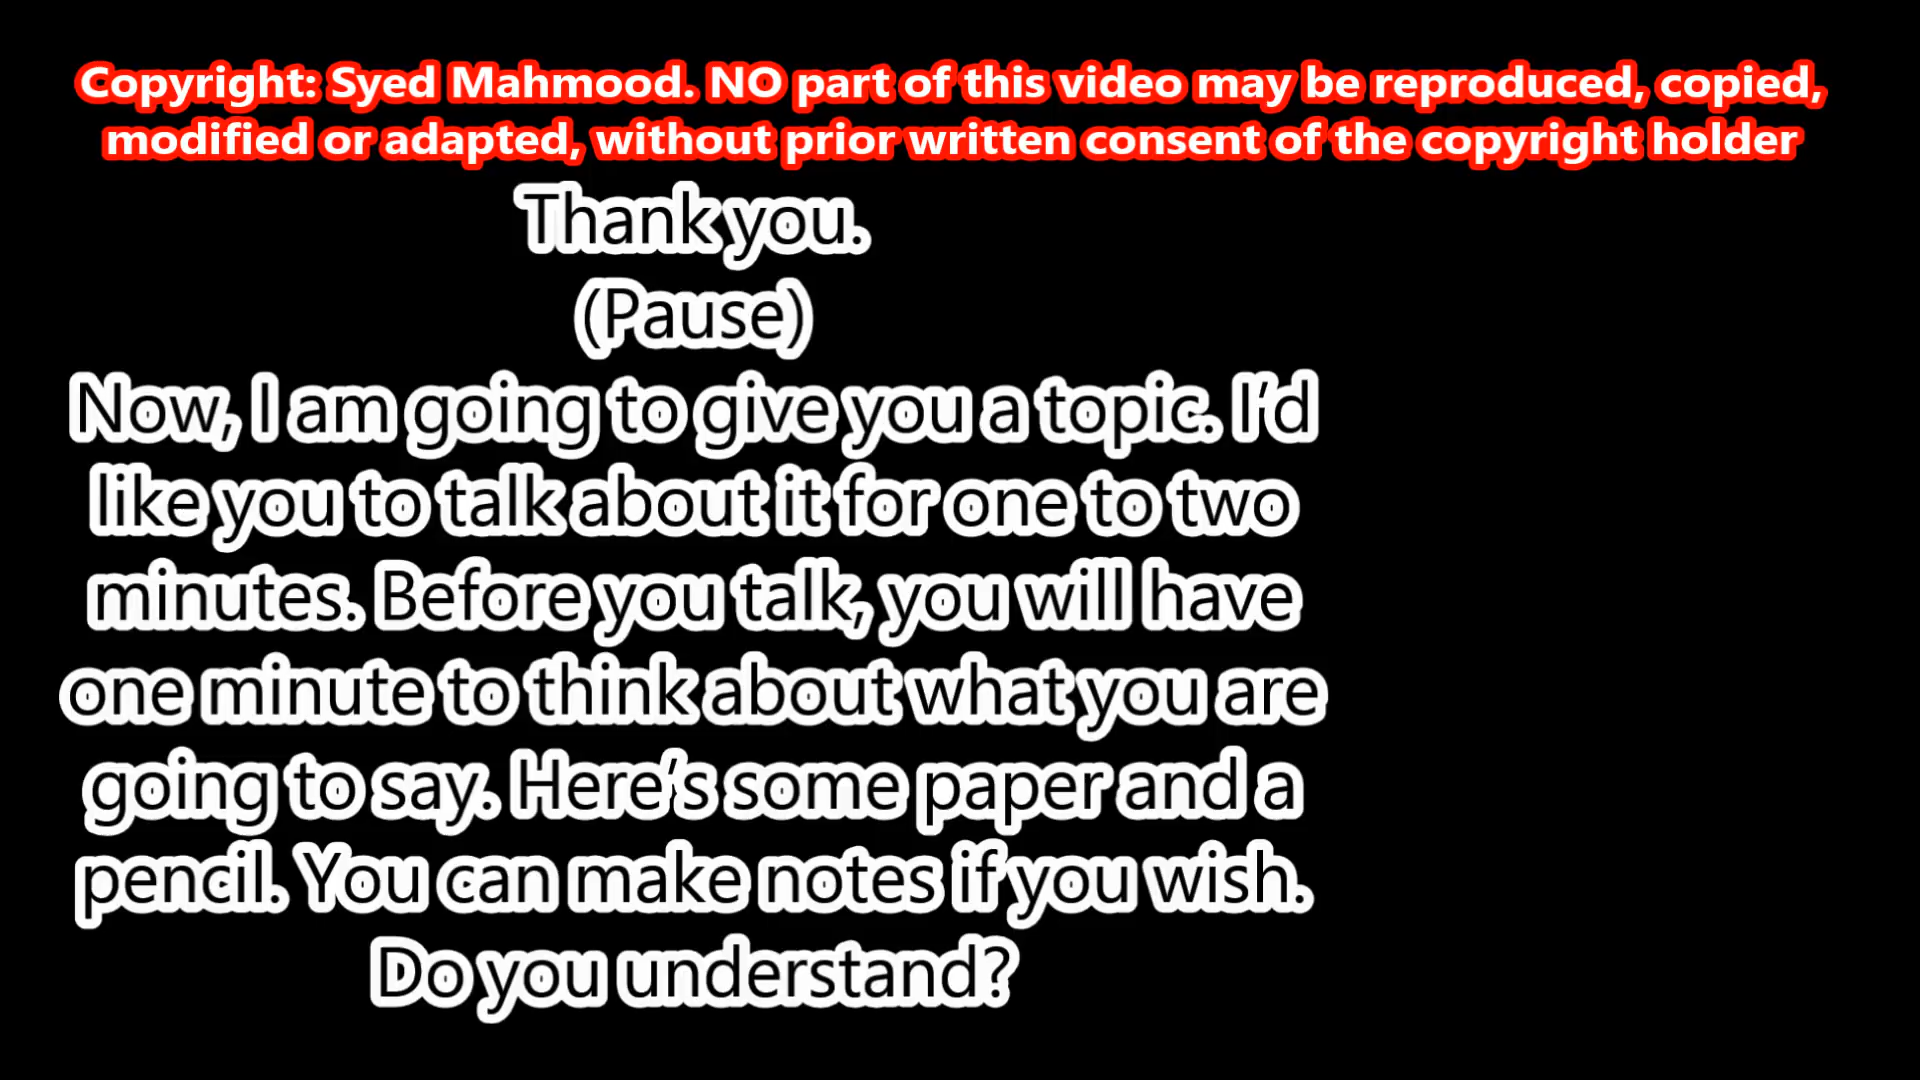 Copyright: Syed Mahmood. NO part of this video may be reproduced, copied,
modified or adapted, without prior written consent of the copyright holder
Thank you.
(Pause)
Now, I am going to give you a topic. I’d
like you to talk about it for one to two
minutes. Before you talk, you will have
one minute to think about what you are
going to say. Here’s some paper and a
pencil. You can make notes if you wish.
Do you understand?